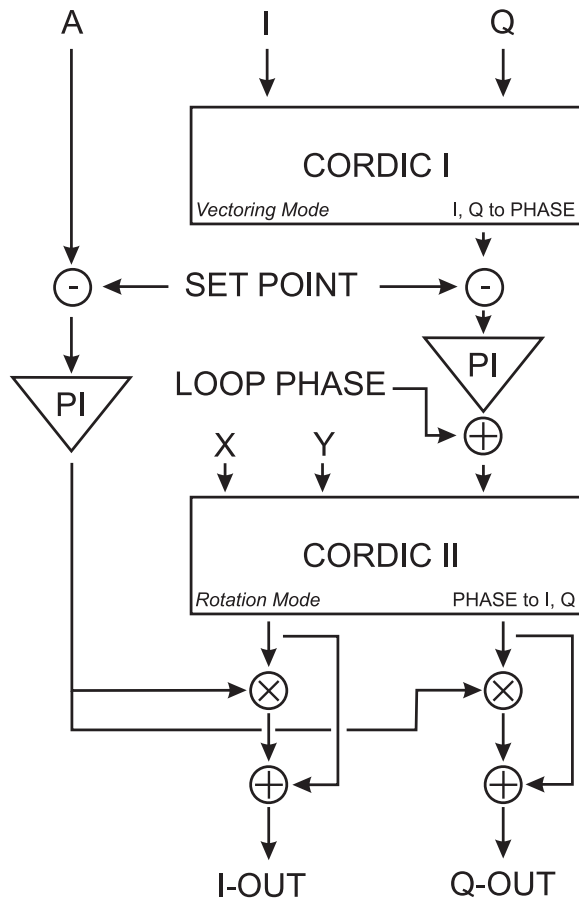 A I Q
CORDIC I
Vectoring Mode I, Q to PHASE
- SET POINT -
PI
LOOP PHASE
PI
X Y
CORDIC II
Rotation Mode PHASE to I, Q
I-OUT Q-OUT